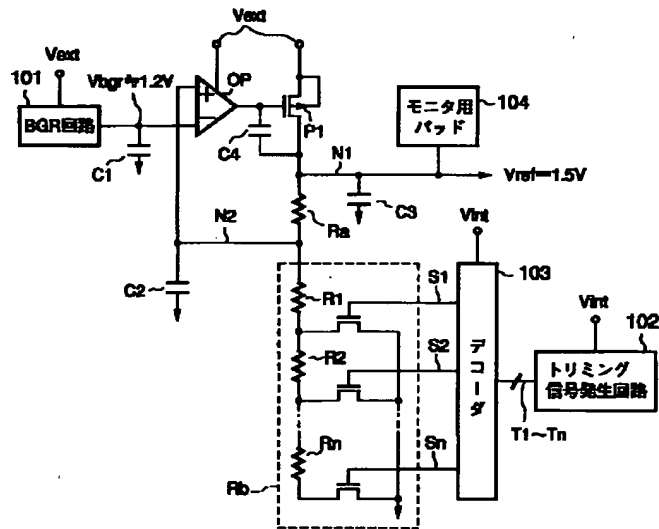 Vext
Vext
101
Vbgr≒1.2V
OP
BGR回路
P1
モニタ用
パッド
104
C4
C1
N1
Vref=1.5V
C3
Ra
N2
Vint
C2
103
R1
S1
Vint
102
R2
S2
デコーダ
トリミング
信号発生回路
T1~Tn
Rn
Sn
Rb